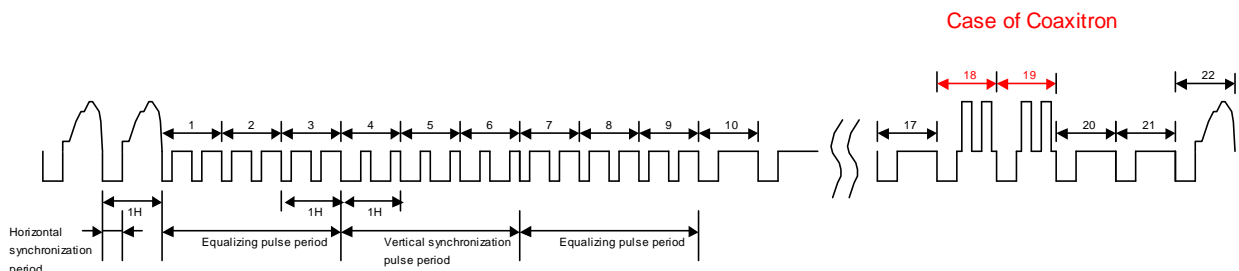 Case of Coaxitron
1 2 3 4 5 6 7 8 9 10 17 18 19 20 21 22
1H 1H 1H
Horizontal
synchronization
period
Equalizing pulse period
Vertical synchronization
pulse period
Equalizing pulse period